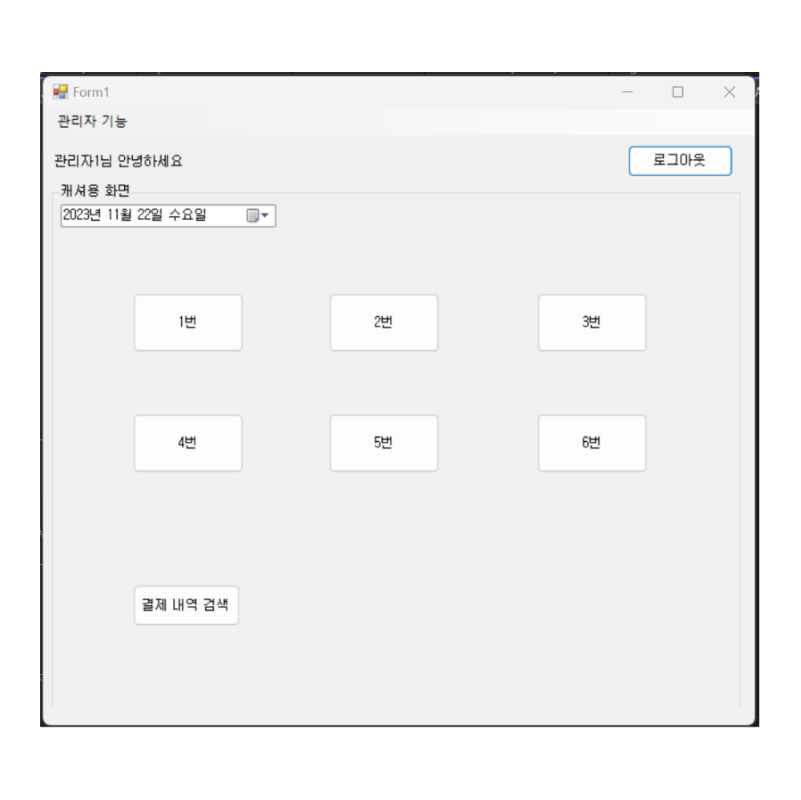 Form1
관리자 기능
관리자1님 안녕하세요
로그아웃
캐셔용 화면
2023년 11월 22일 수요일
1번
2번
3번
4번
5번
6번
결제 내역 검색